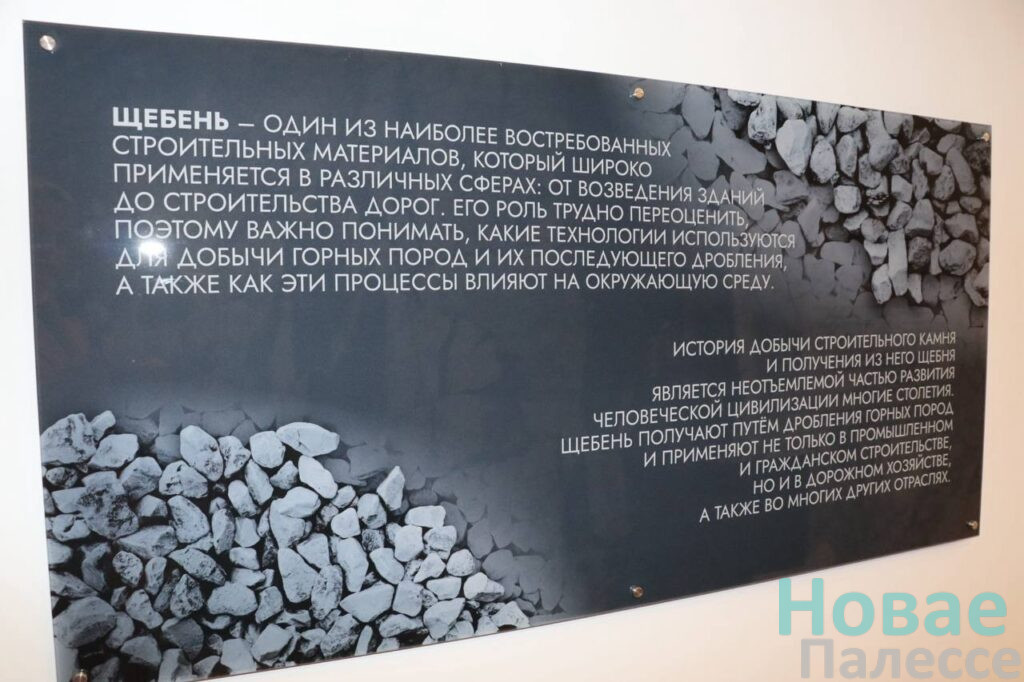 ЩЕБЕНЬ – ОДИН ИЗ НАИБОЛЕЕ ВОСТРЕБОВАННЫХ
СТРОИТЕЛЬНЫХ МАТЕРИАЛОВ, КОТОРЫЙ ШИРОКО
ПРИМЕНЯЕТСЯ В РАЗЛИЧНЫХ СФЕРАХ: ОТ ВОЗВЕДЕНИЯ ЗДАНИЙ
ДО СТРОИТЕЛЬСТВА ДОРОГ. ЕГО РОЛЬ ТРУДНО ПЕРЕОЦЕНИТЬ,
ПОЭТОМУ ВАЖНО ПОНИМАТЬ, КАКИЕ ТЕХНОЛОГИИ ИСПОЛЬЗУЮТСЯ
ДЛЯ ДОБЫЧИ ГОРНЫХ ПОРОД И ИХ ПОСЛЕДУЮЩЕГО ДРОБЛЕНИЯ,
А ТАКЖЕ КАК ЭТИ ПРОЦЕССЫ ВЛИЯЮТ НА ОКРУЖАЮЩУЮ СРЕДУ.
ИСТОРИЯ ДОБЫЧИ СТРОИТЕЛЬНОГО КАМНЯ
И ПОЛУЧЕНИЯ ИЗ НЕГО ЩЕБНЯ
ЯВЛЯЕТСЯ НЕОТЪЕМЛЕМОЙ ЧАСТЬЮ РАЗВИТИЯ
ЧЕЛОВЕЧЕСКОЙ ЦИВИЛИЗАЦИИ МНОГИЕ СТОЛЕТИЯ.
ЩЕБЕНЬ ПОЛУЧАЮТ ПУТЁМ ДРОБЛЕНИЯ ГОРНЫХ ПОРОД
И ПРИМЕНЯЮТ НЕ ТОЛЬКО В ПРОМЫШЛЕННОМ
И ГРАЖДАНСКОМ СТРОИТЕЛЬСТВЕ,
НО И В ДОРОЖНОМ ХОЗЯЙСТВЕ,
А ТАКЖЕ ВО МНОГИХ ДРУГИХ ОТРАСЛЯХ.
Новае
Палессе